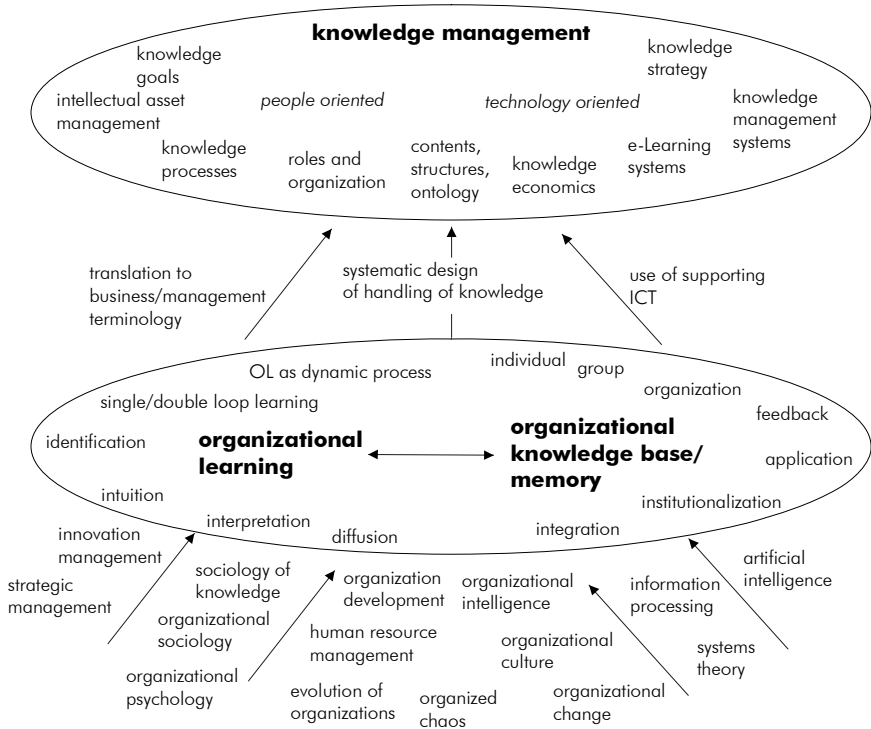 knowledge management
knowledge
goals
knowledge
strategy
intellectual asset
management
people oriented
technology oriented
knowledge
management
systems
knowledge
processes
roles and
organization
contents,
structures,
ontology
knowledge
economics
e-Learning
systems
translation to
business/management
terminology
systematic design
of handling of knowledge
use of supporting
ICT
OL as dynamic process
individual
group
organization
single/double loop learning
feedback
identification
organizational
learning
organizational
knowledge base/
memory
application
intuition
institutionalization
interpretation
diffusion
integration
innovation
management
strategic
management
sociology of
knowledge
organizational
sociology
organizational
psychology
organization
development
human resource
management
evolution of
organizations
organizational
intelligence
organizational
culture
organized
chaos
organizational
change
information
processing
artificial
intelligence
systems
theory